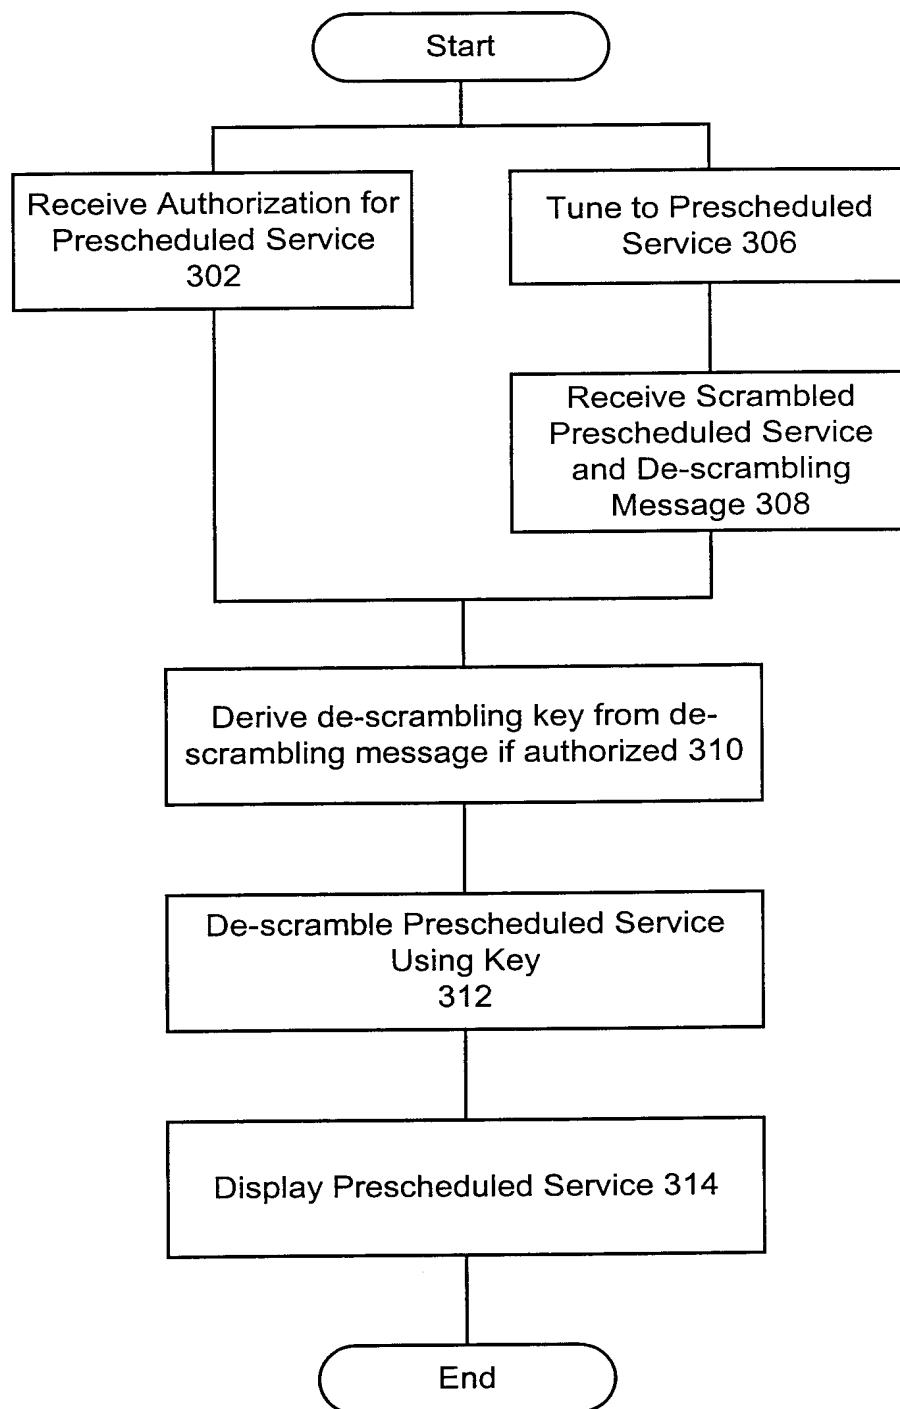 Start
Receive Authorization for
Prescheduled Service
302
Tune to Prescheduled
Service 306
Receive Scrambled
Prescheduled Service
and De-scrambling
Message 308
Derive de-scrambling key from de-
scrambling message if authorized 310
De-scramble Prescheduled Service
Using Key
312
Display Prescheduled Service 314
End